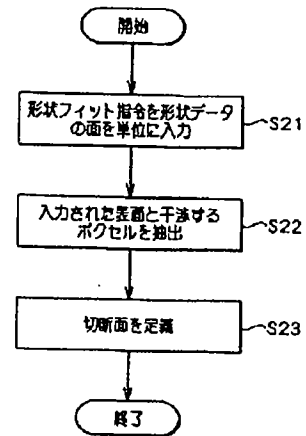 開始
形状フィット指令を形状データ
の面を単位に入力
S21
入力された表面と干渉する
ボクセルを抽出
S22
切断面を定義
S23
終了